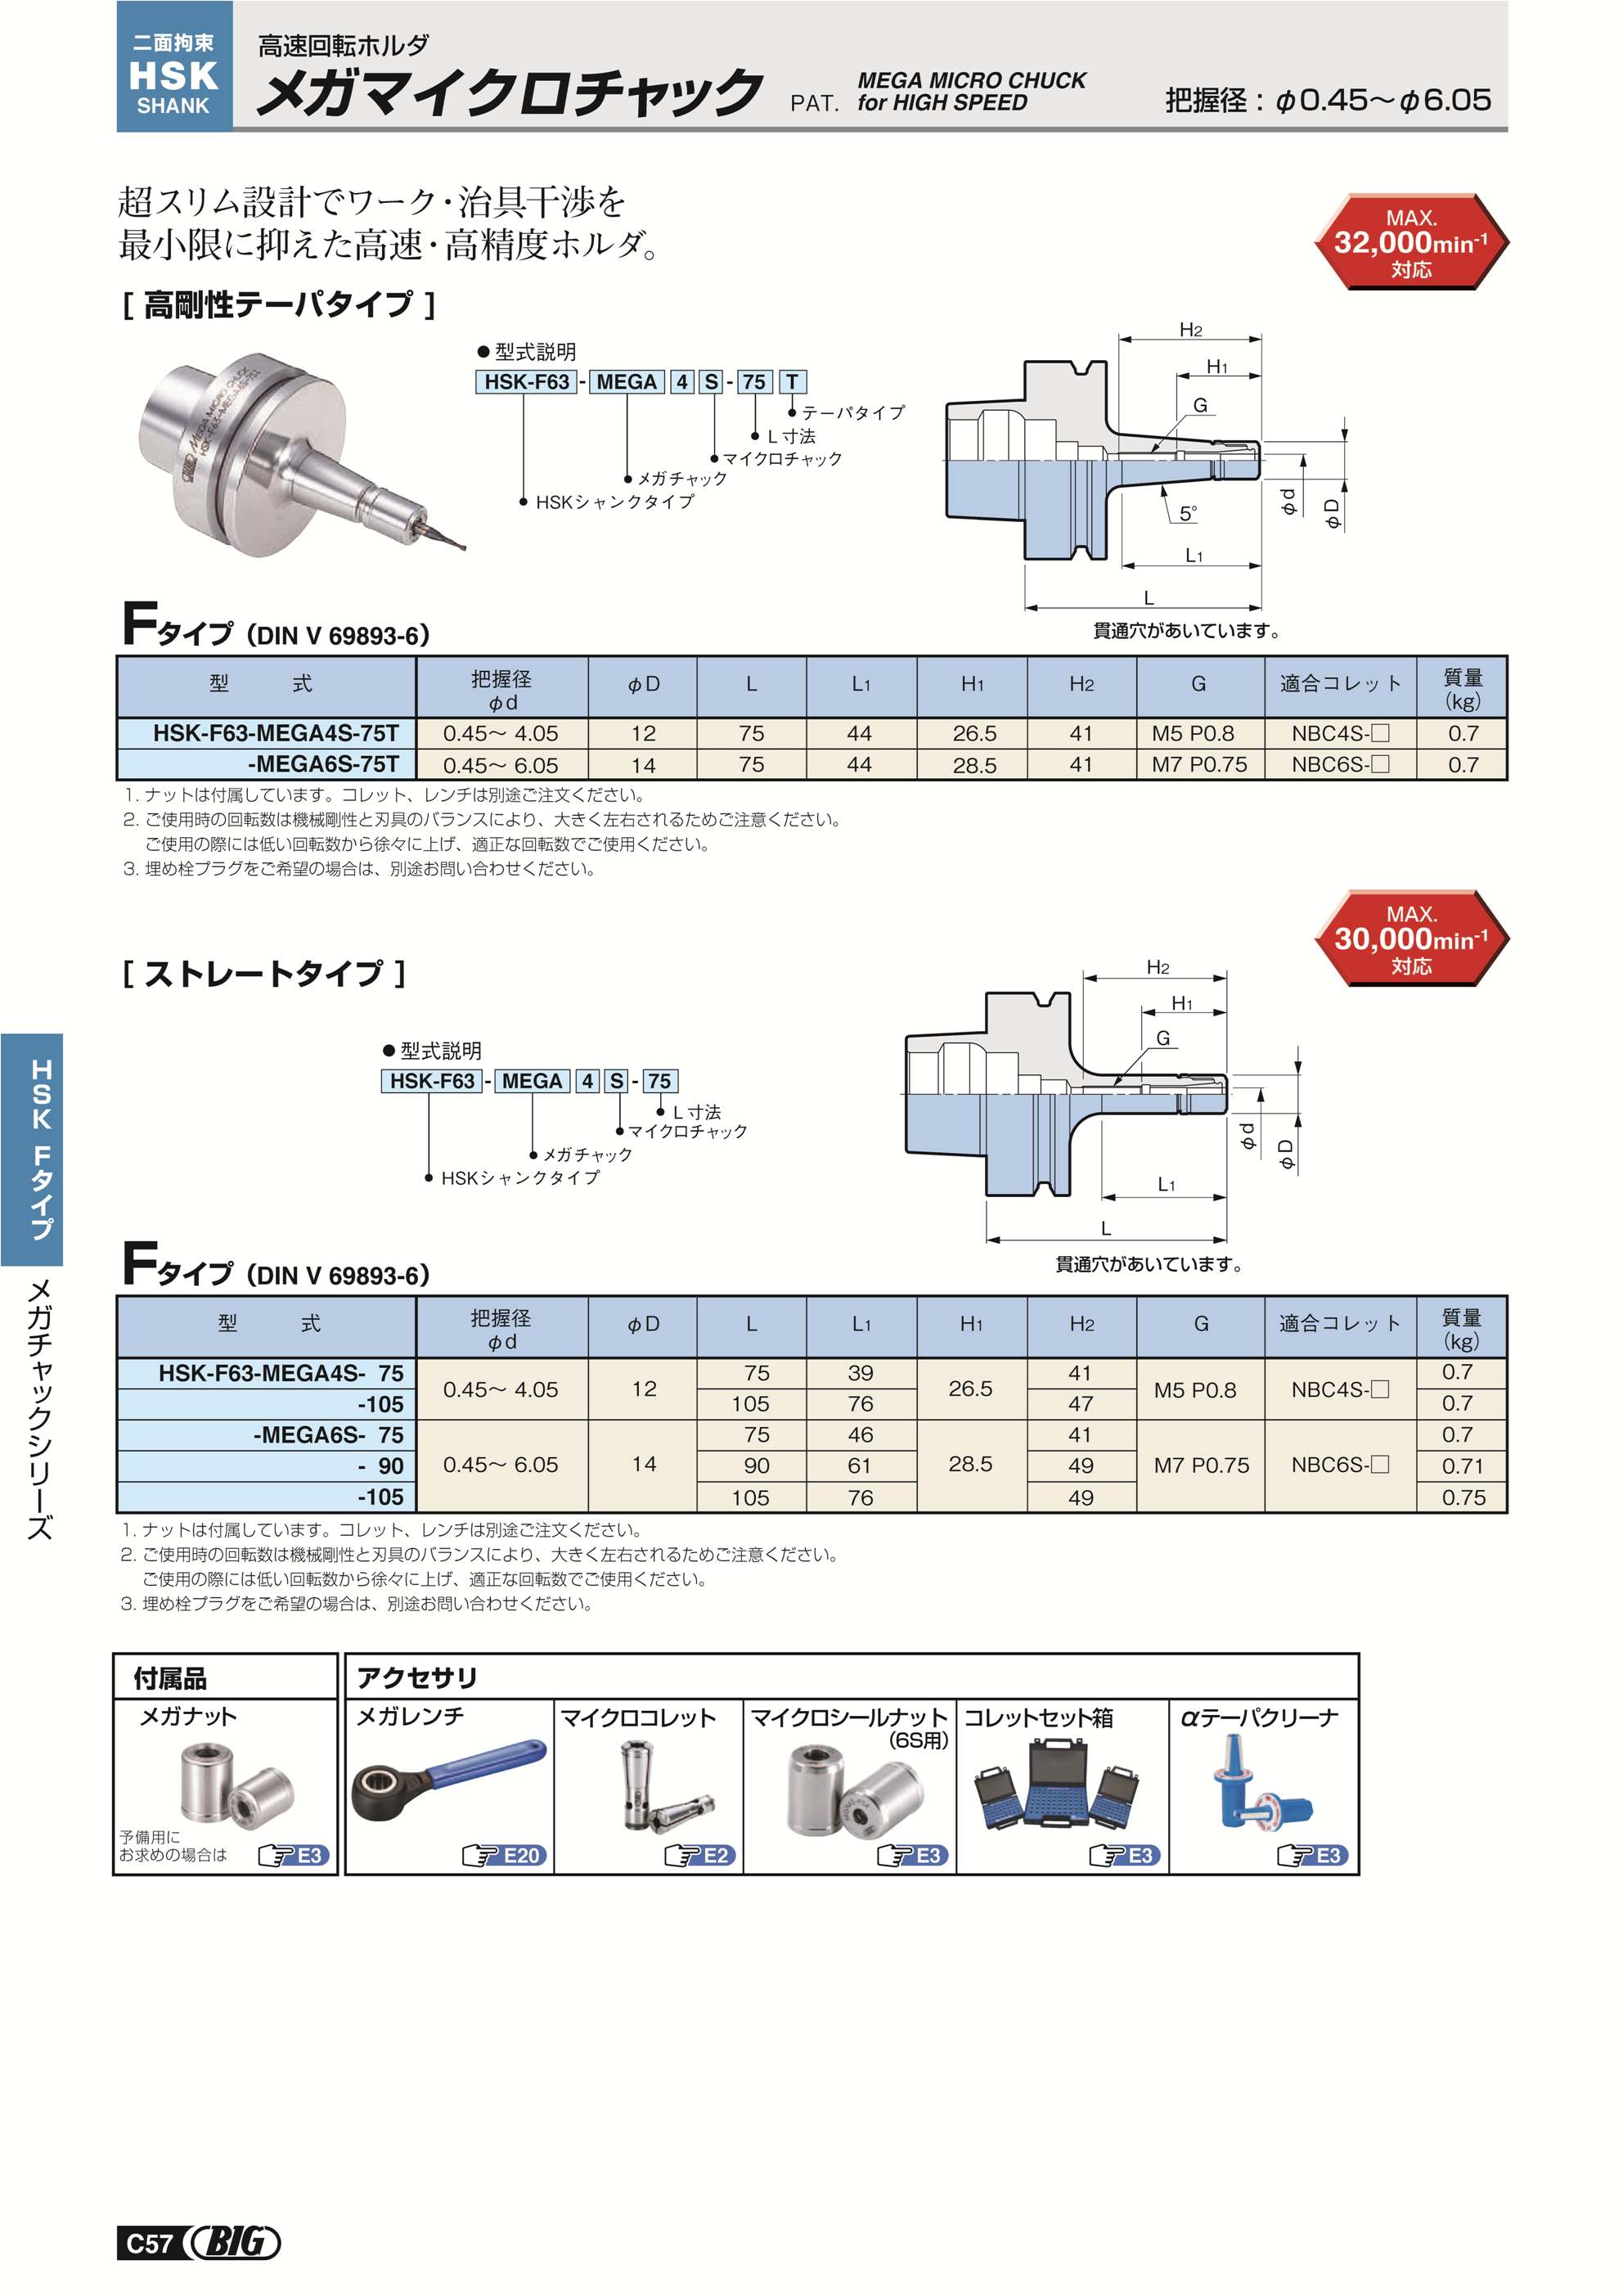 二面拘束
HSK
SHANK
高速回転ホルダ
メガマイクロチャック
PAT.
MEGA MICRO CHUCK
for HIGH SPEED
把握径：φ0.45～φ6.05
超スリム設計でワーク・治具干渉を
最小限に抑えた高速・高精度ホルダ。
MAX.
32,000min-1
対応
[ 高剛性テーパタイプ ]
●型式説明
HSK-F63 - MEGA 4 S - 75 T
テーパタイプ
L寸法
マイクロチャック
メガチャック
HSKシャンクタイプ
MEGA MICRO CHUCK
HSK-F63-MEGA6S-75T
H2
H1
G
5°
φd
φD
L1
L
貫通穴があいています。
Fタイプ（DIN V 69893-6）
型　式 把握径 φd φD L L1 H1 H2 G 適合コレット 質量 (kg)
HSK-F63-MEGA4S-75T 0.45～ 4.05 12 75 44 26.5 41 M5 P0.8 NBC4S-□ 0.7
-MEGA6S-75T 0.45～ 6.05 14 75 44 28.5 41 M7 P0.75 NBC6S-□ 0.7
1. ナットは付属しています。コレット、レンチは別途ご注文ください。
2. ご使用時の回転数は機械剛性と刃具のバランスにより、大きく左右されるためご注意ください。
ご使用の際には低い回転数から徐々に上げ、適正な回転数でご使用ください。
3. 埋め栓プラグをご希望の場合は、別途お問い合わせください。
MAX.
30,000min-1
対応
[ ストレートタイプ ]
●型式説明
HSK-F63 - MEGA 4 S - 75
L寸法
マイクロチャック
メガチャック
HSKシャンクタイプ
H2
H1
G
φd
φD
L1
L
貫通穴があいています。
Fタイプ（DIN V 69893-6）
型　式 把握径 φd φD L L1 H1 H2 G 適合コレット 質量 (kg)
HSK-F63-MEGA4S- 75 0.45～ 4.05 12 75 39 26.5 41 M5 P0.8 NBC4S-□ 0.7
-105 105 76 47 0.7
-MEGA6S- 75 0.45～ 6.05 14 75 46 28.5 41 M7 P0.75 NBC6S-□ 0.7
- 90 90 61 49 0.71
-105 105 76 49 0.75
1. ナットは付属しています。コレット、レンチは別途ご注文ください。
2. ご使用時の回転数は機械剛性と刃具のバランスにより、大きく左右されるためご注意ください。
ご使用の際には低い回転数から徐々に上げ、適正な回転数でご使用ください。
3. 埋め栓プラグをご希望の場合は、別途お問い合わせください。
HSK Fタイプ
メガチャックシリーズ
付属品
メガナット
予備用に
お求めの場合は
E3
アクセサリ
メガレンチ
E20
マイクロコレット
E2
マイクロシールナット
(6S用)
E3
コレットセット箱
E3
αテーパクリーナ
E3
C57 BIG